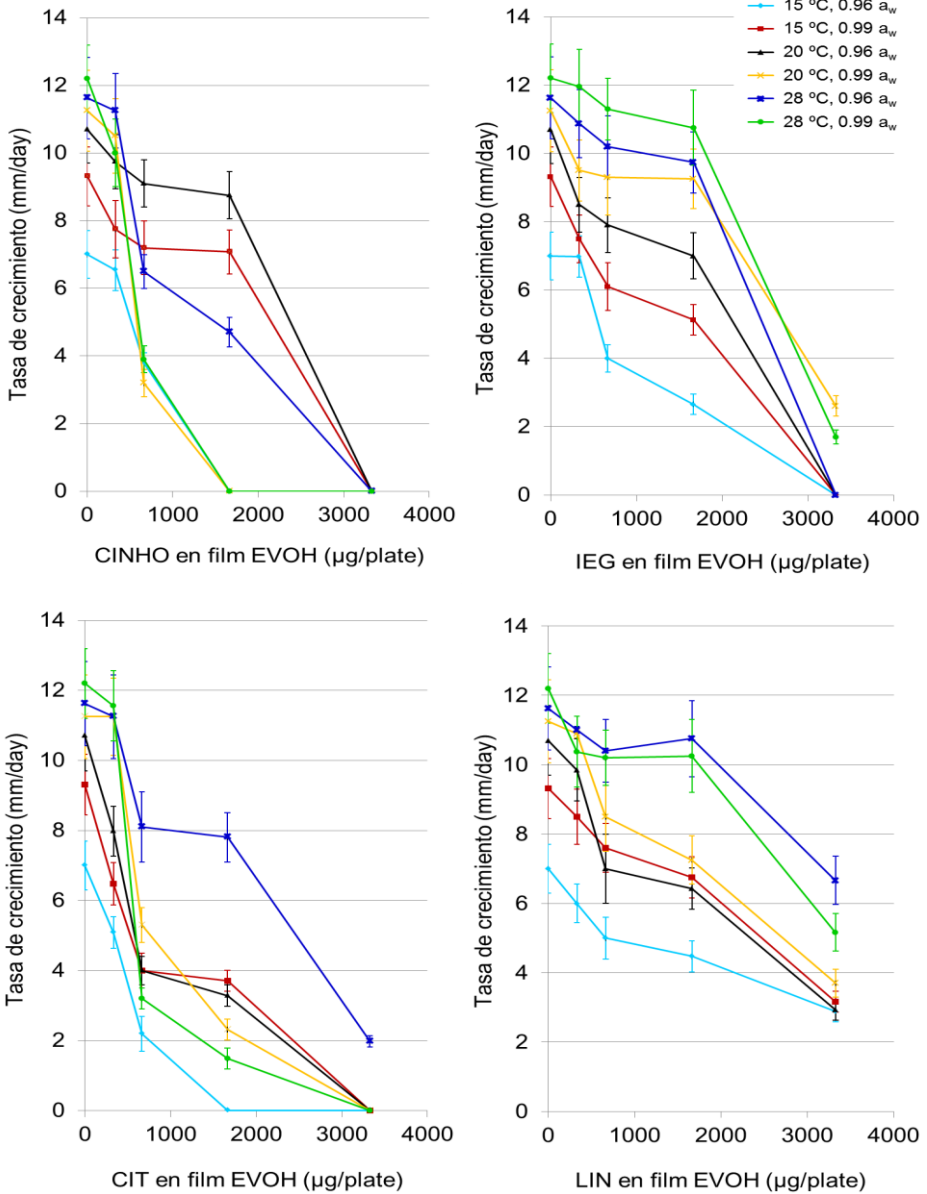 15 ºC, 0.96 a_w
15 ºC, 0.99 a_w
20 ºC, 0.96 a_w
20 ºC, 0.99 a_w
28 ºC, 0.96 a_w
28 ºC, 0.99 a_w
Tasa de crecimiento (mm/day)
14
12
10
8
6
4
2
0
0 1000 2000 3000 4000
CINHO en film EVOH (µg/plate)
Tasa de crecimiento (mm/day)
14
12
10
8
6
4
2
0
0 1000 2000 3000 4000
IEG en film EVOH (µg/plate)
Tasa de crecimiento (mm/day)
14
12
10
8
6
4
2
0
0 1000 2000 3000 4000
CIT en film EVOH (µg/plate)
Tasa de crecimiento (mm/day)
14
12
10
8
6
4
2
0
0 1000 2000 3000 4000
LIN en film EVOH (µg/plate)